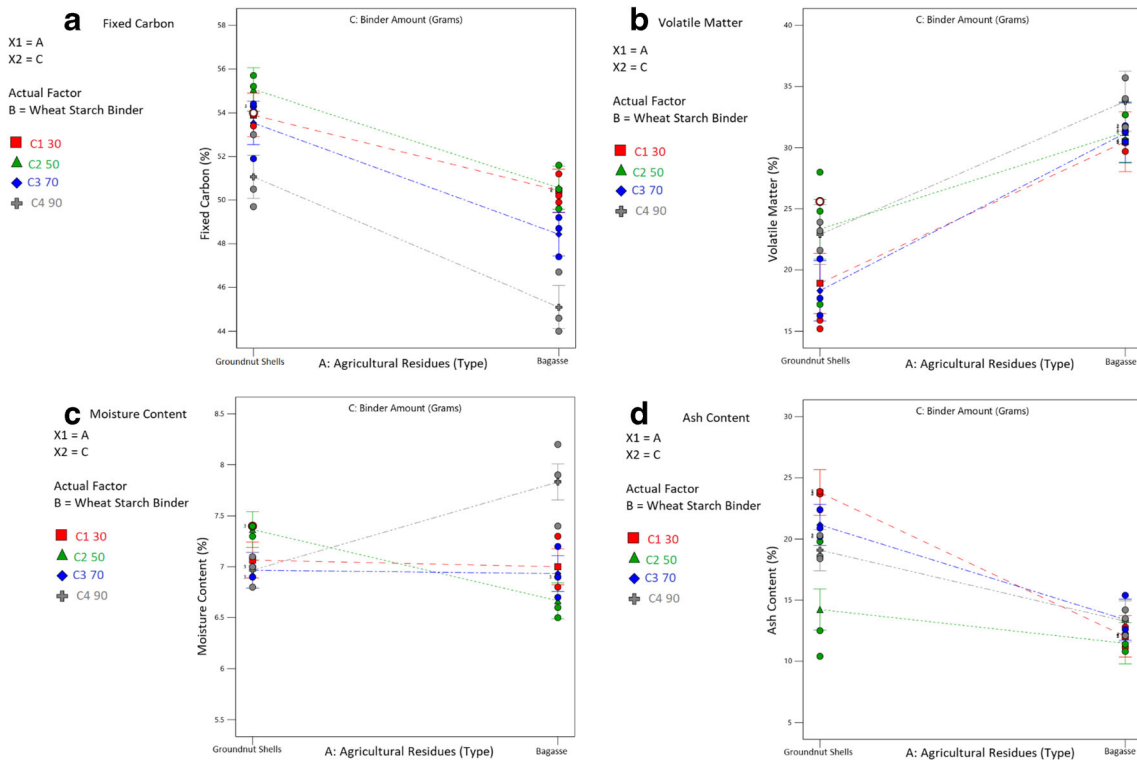 a
Fixed Carbon
X1 = A
X2 = C
Actual Factor
B = Wheat Starch Binder
C1 30
C2 50
C3 70
C4 90
C: Binder Amount (Grams)
Fixed Carbon (%)
58
56
54
52
50
48
46
44
Groundnut Shells
Bagasse
A: Agricultural Residues (Type)
b
Volatile Matter
X1 = A
X2 = C
Actual Factor
B = Wheat Starch Binder
C1 30
C2 50
C3 70
C4 90
C: Binder Amount (Grams)
Volatile Matter (%)
40
35
30
25
20
15
Groundnut Shells
Bagasse
A: Agricultural Residues (Type)
c
Moisture Content
X1 = A
X2 = C
Actual Factor
B = Wheat Starch Binder
C1 30
C2 50
C3 70
C4 90
C: Binder Amount (Grams)
Moisture Content (%)
8.5
8
7.5
7
6.5
6
5.5
Groundnut Shells
Bagasse
A: Agricultural Residues (Type)
d
Ash Content
X1 = A
X2 = C
Actual Factor
B = Wheat Starch Binder
C1 30
C2 50
C3 70
C4 90
C: Binder Amount (Grams)
Ash Content (%)
30
25
20
15
10
5
Groundnut Shells
Bagasse
A: Agricultural Residues (Type)